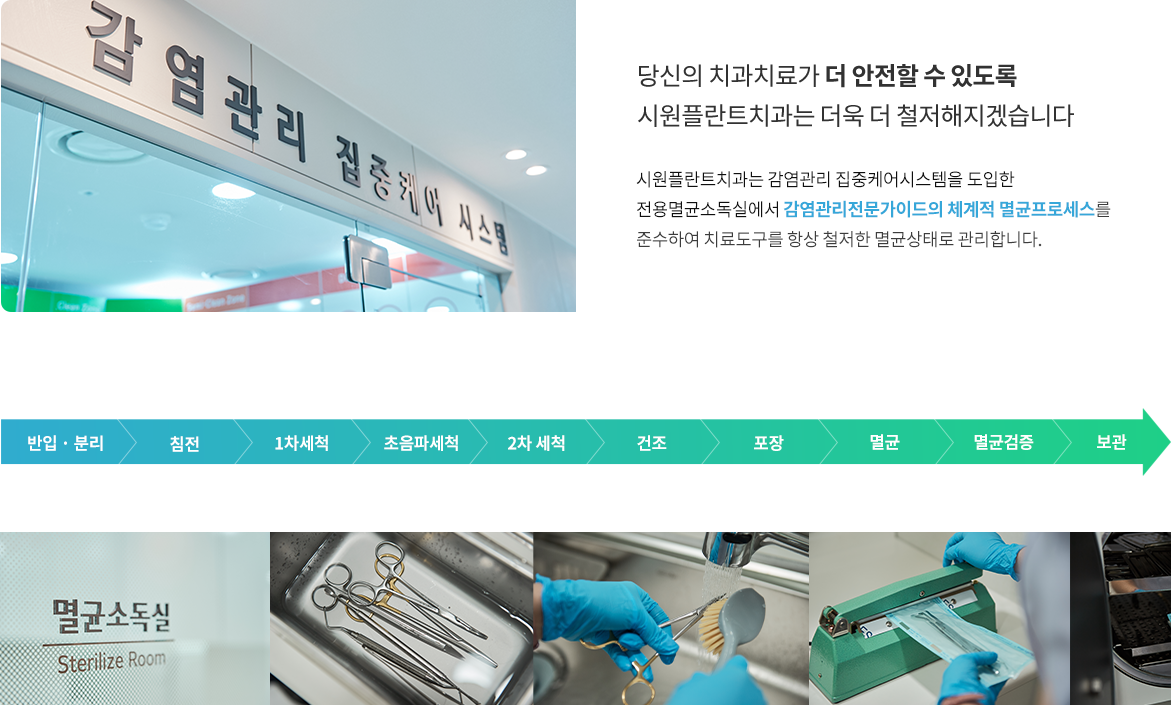 감염관리 집중케어 시스템
Clean Zone
Semi-Clean Zone
당신의 치과치료가 더 안전할 수 있도록
시원플란트치과는 더욱 더 철저해지겠습니다
시원플란트치과는 감염관리 집중케어시스템을 도입한
전용멸균소독실에서 감염관리전문가이드의 체계적 멸균프로세스를
준수하여 치료도구를 항상 철저한 멸균상태로 관리합니다.
반입 · 분리
침전
1차세척
초음파세척
2차 세척
건조
포장
멸균
멸균검증
보관
멸균소독실
Sterilize Room